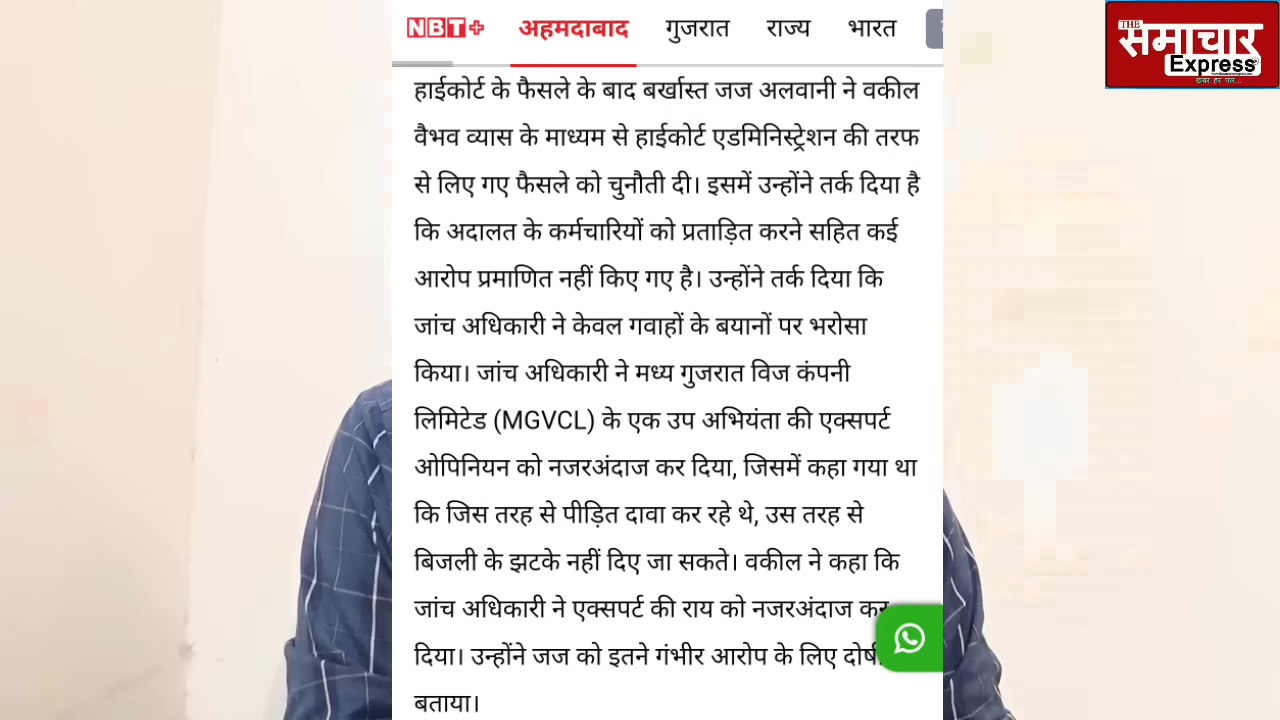 NBT+ अहमदाबाद गुजरात राज्य भारत
THE
समाचार
Express
हाईकोर्ट के फैसले के बाद बर्खास्त जज अलवानी ने वकील
वैभव व्यास के माध्यम से हाईकोर्ट एडमिनिस्ट्रेशन की तरफ
से लिए गए फैसले को चुनौती दी। इसमें उन्होंने तर्क दिया है
कि अदालत के कर्मचारियों को प्रताड़ित करने सहित कई
आरोप प्रमाणित नहीं किए गए है। उन्होंने तर्क दिया कि
जांच अधिकारी ने केवल गवाहों के बयानों पर भरोसा
किया। जांच अधिकारी ने मध्य गुजरात विज कंपनी
लिमिटेड (MGVCL) के एक उप अभियंता की एक्सपर्ट
ओपिनियन को नजरअंदाज कर दिया, जिसमें कहा गया था
कि जिस तरह से पीड़ित दावा कर रहे थे, उस तरह से
बिजली के झटके नहीं दिए जा सकते। वकील ने कहा कि
जांच अधिकारी ने एक्सपर्ट की राय को नजरअंदाज कर
दिया। उन्होंने जज को इतने गंभीर आरोप के लिए दोषी
बताया।